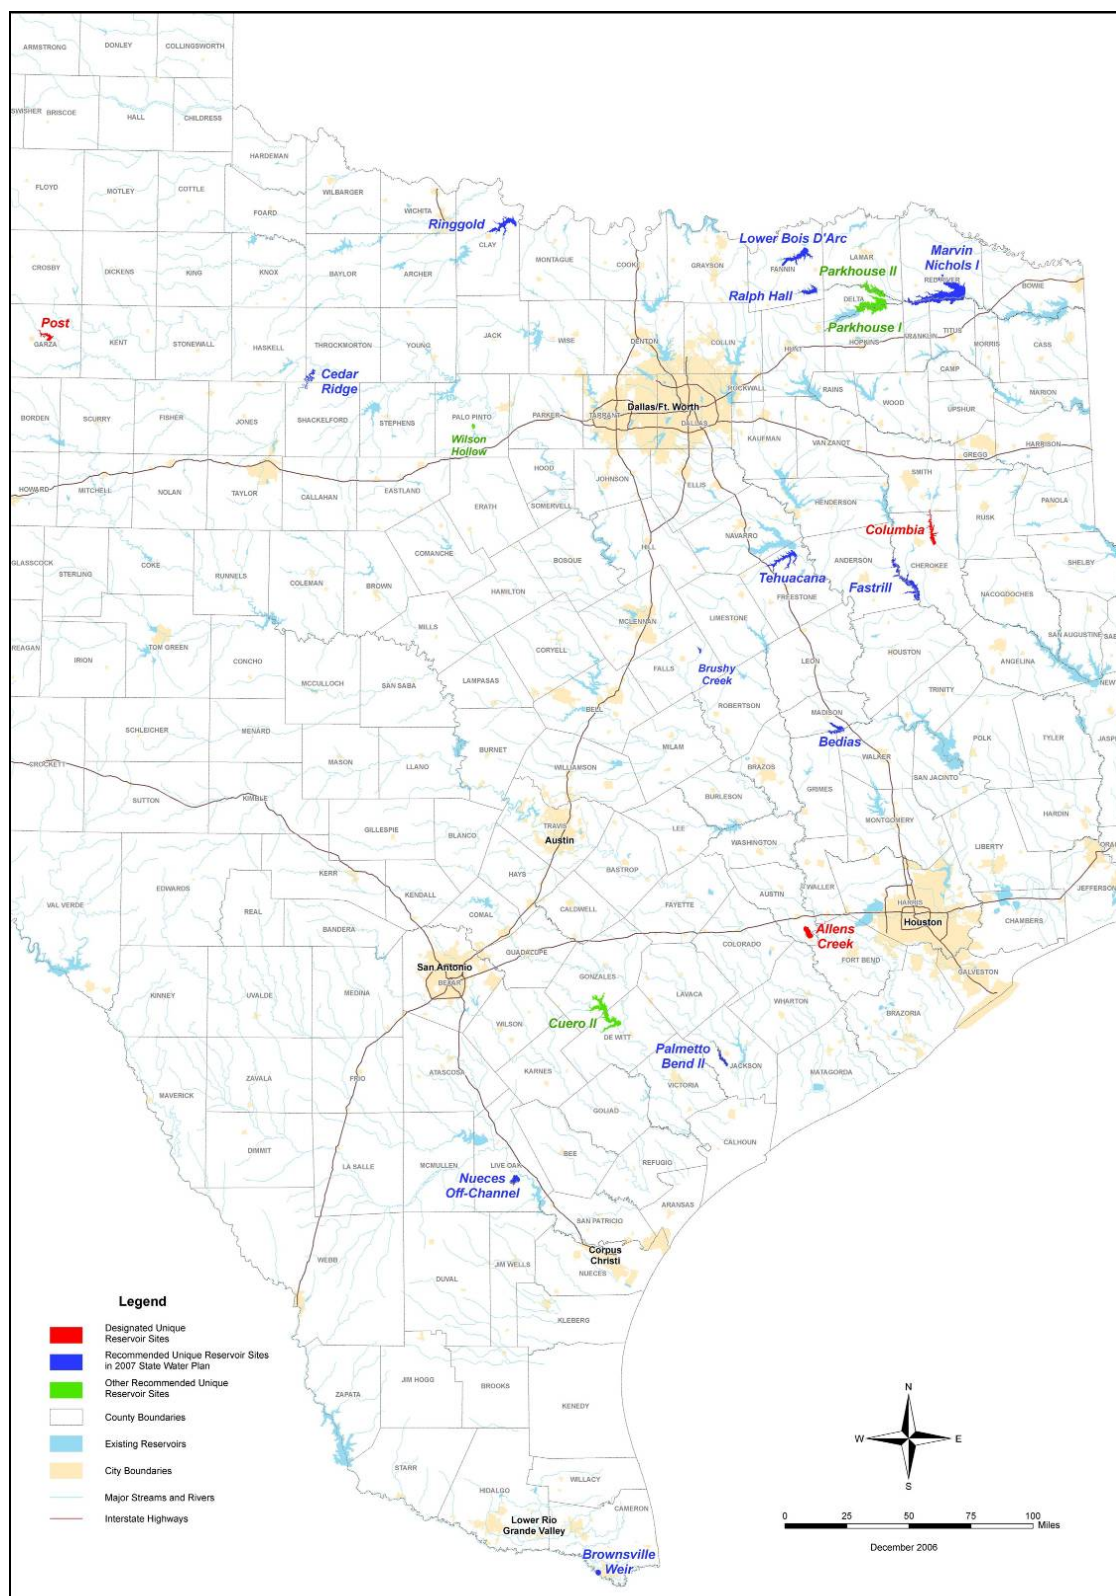 ARMSTRONG
DONLEY
COLLINGSWORTH
SWISHER
BRISCOE
HALL
CHILDRESS
HARDEMAN
FLOYD
MOTLEY
COTTLE
FOARD
WILBARGER
WICHITA
Ringgold
CLAY
MONTAGUE
COOKE
GRAYSON
Lower Bois D'Arc
FANNIN
LAMAR
Parkhouse II
Marvin
Nichols I
RED RIVER
BOWIE
CROSBY
DICKENS
KING
KNOX
BAYLOR
ARCHER
Ralph Hall
DELTA
Parkhouse I
Post
GARZA
KENT
STONEWALL
HASKELL
THROCKMORTON
YOUNG
JACK
WISE
DENTON
COLLIN
HUNT
HOPKINS
FRANKLIN
TITUS
MORRIS
CASS
CAMP
Cedar
Ridge
ROCKWALL
RAINS
WOOD
UPSHUR
MARION
BORDEN
SCURRY
FISHER
JONES
SHACKELFORD
STEPHENS
PALO PINTO
Wilson
Hollow
PARKER
TARRANT
Dallas/Ft. Worth
DALLAS
KAUFMAN
VAN ZANDT
HARRISON
GREGG
SMITH
HOWARD
MITCHELL
NOLAN
TAYLOR
CALLAHAN
EASTLAND
ERATH
HOOD
SOMERVELL
JOHNSON
ELLIS
HENDERSON
RUSK
PANOLA
Columbia
GLASSCOCK
STERLING
COKE
RUNNELS
COLEMAN
BROWN
COMANCHE
BOSQUE
HILL
NAVARRO
Tehuacana
FREESTONE
ANDERSON
Fastrill
CHEROKEE
SHELBY
NACOGDOCHES
HAMILTON
MILLS
MCLENNAN
LIMESTONE
SAN AUGUSTINE
REAGAN
IRION
TOM GREEN
CONCHO
MCCULLOCH
SAN SABA
LAMPASAS
CORYELL
FALLS
Brushy
Creek
LEON
HOUSTON
ANGELINA
TRINITY
BELL
ROBERTSON
MADISON
Bedias
WALKER
POLK
TYLER
SCHLEICHER
MENARD
CROCKETT
MASON
LLANO
BURNET
WILLIAMSON
MILAM
BRAZOS
GRIMES
SAN JACINTO
SUTTON
KIMBLE
GILLESPIE
BLANCO
TRAVIS
Austin
LEE
BURLESON
WASHINGTON
MONTGOMERY
HARDIN
LIBERTY
EDWARDS
KERR
KENDALL
HAYS
BASTROP
AUSTIN
WALLER
JEFFERSON
VAL VERDE
REAL
BANDERA
COMAL
CALDWELL
FAYETTE
HARRIS
Houston
CHAMBERS
Allens
Creek
COLORADO
FORT BEND
GUADALUPE
San Antonio
BEXAR
GONZALES
GALVESTON
KINNEY
UVALDE
MEDINA
LAVACA
WHARTON
BRAZORIA
WILSON
Cuero II
DE WITT
Palmetto
Bend II
JACKSON
MATAGORDA
MAVERICK
ZAVALA
FRIO
ATASCOSA
KARNES
VICTORIA
GOLIAD
CALHOUN
DIMMIT
LA SALLE
MCMULLEN
LIVE OAK
BEE
REFUGIO
Nueces
Off-Channel
ARANSAS
SAN PATRICIO
Corpus
Christi
NUECES
WEBB
DUVAL
JIM WELLS
KLEBERG
ZAPATA
JIM HOGG
BROOKS
KENEDY
STARR
HIDALGO
WILLACY
CAMERON
Lower Rio
Grande Valley
Brownsville
Weir
Legend
Designated Unique
Reservoir Sites
Recommended Unique Reservoir Sites
in 2007 State Water Plan
Other Recommended Unique
Reservoir Sites
County Boundaries
Existing Reservoirs
City Boundaries
Major Streams and Rivers
Interstate Highways
N
W
E
S
0 25 50 75 100
Miles
December 2006